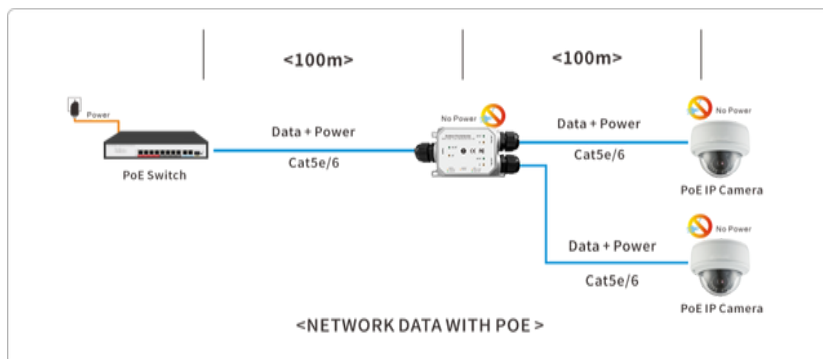 <100m>
<100m>
Power
No Power
No Power
Data + Power
Data + Power
Cat5e/6
Cat5e/6
PoE Switch
PoE IP Camera
No Power
Data + Power
Cat5e/6
PoE IP Camera
<NETWORK DATA WITH POE >